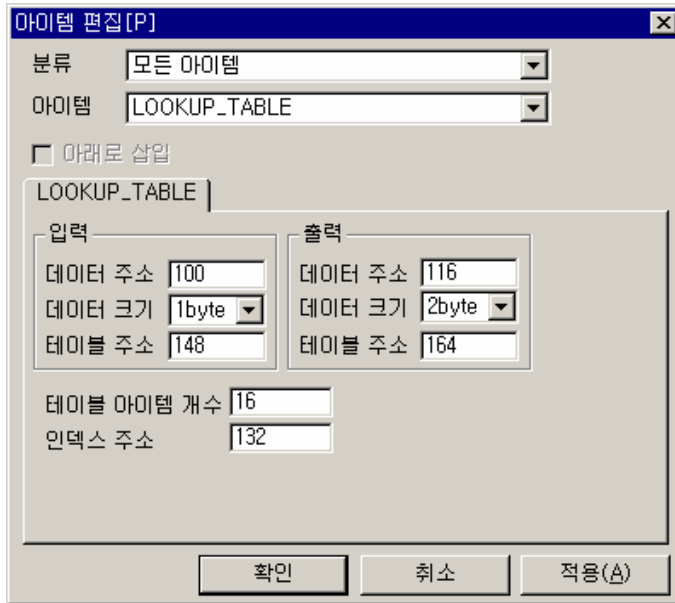 아이템 편집[P]
분류 모든 아이템
아이템 LOOKUP_TABLE
아래로 삽입
LOOKUP_TABLE
입력
데이터 주소 100
데이터 크기 1byte
테이블 주소 148
출력
데이터 주소 116
데이터 크기 2byte
테이블 주소 164
테이블 아이템 개수 16
인덱스 주소 132
확인 취소 적용(A)